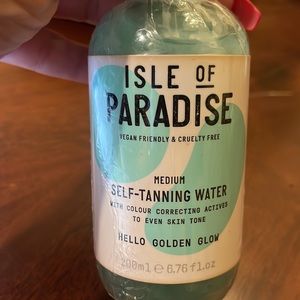 ISLE OF
PARADISE
VEGAN FRIENDLY & CRUELTY FREE
MEDIUM
SELF-TANNING WATER
WITH COLOUR CORRECTING ACTIVES
TO EVEN SKIN TONE
HELLO GOLDEN GLOW
200ml e 6.76 fl.oz